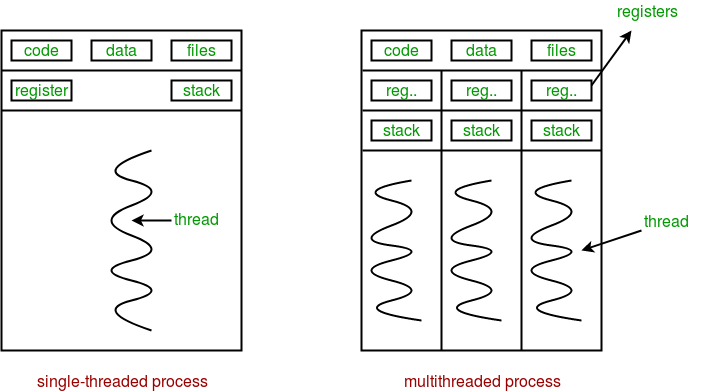 registers
code data files
register stack
thread
single-threaded process
code data files
reg.. reg.. reg..
stack stack stack
thread
multithreaded process